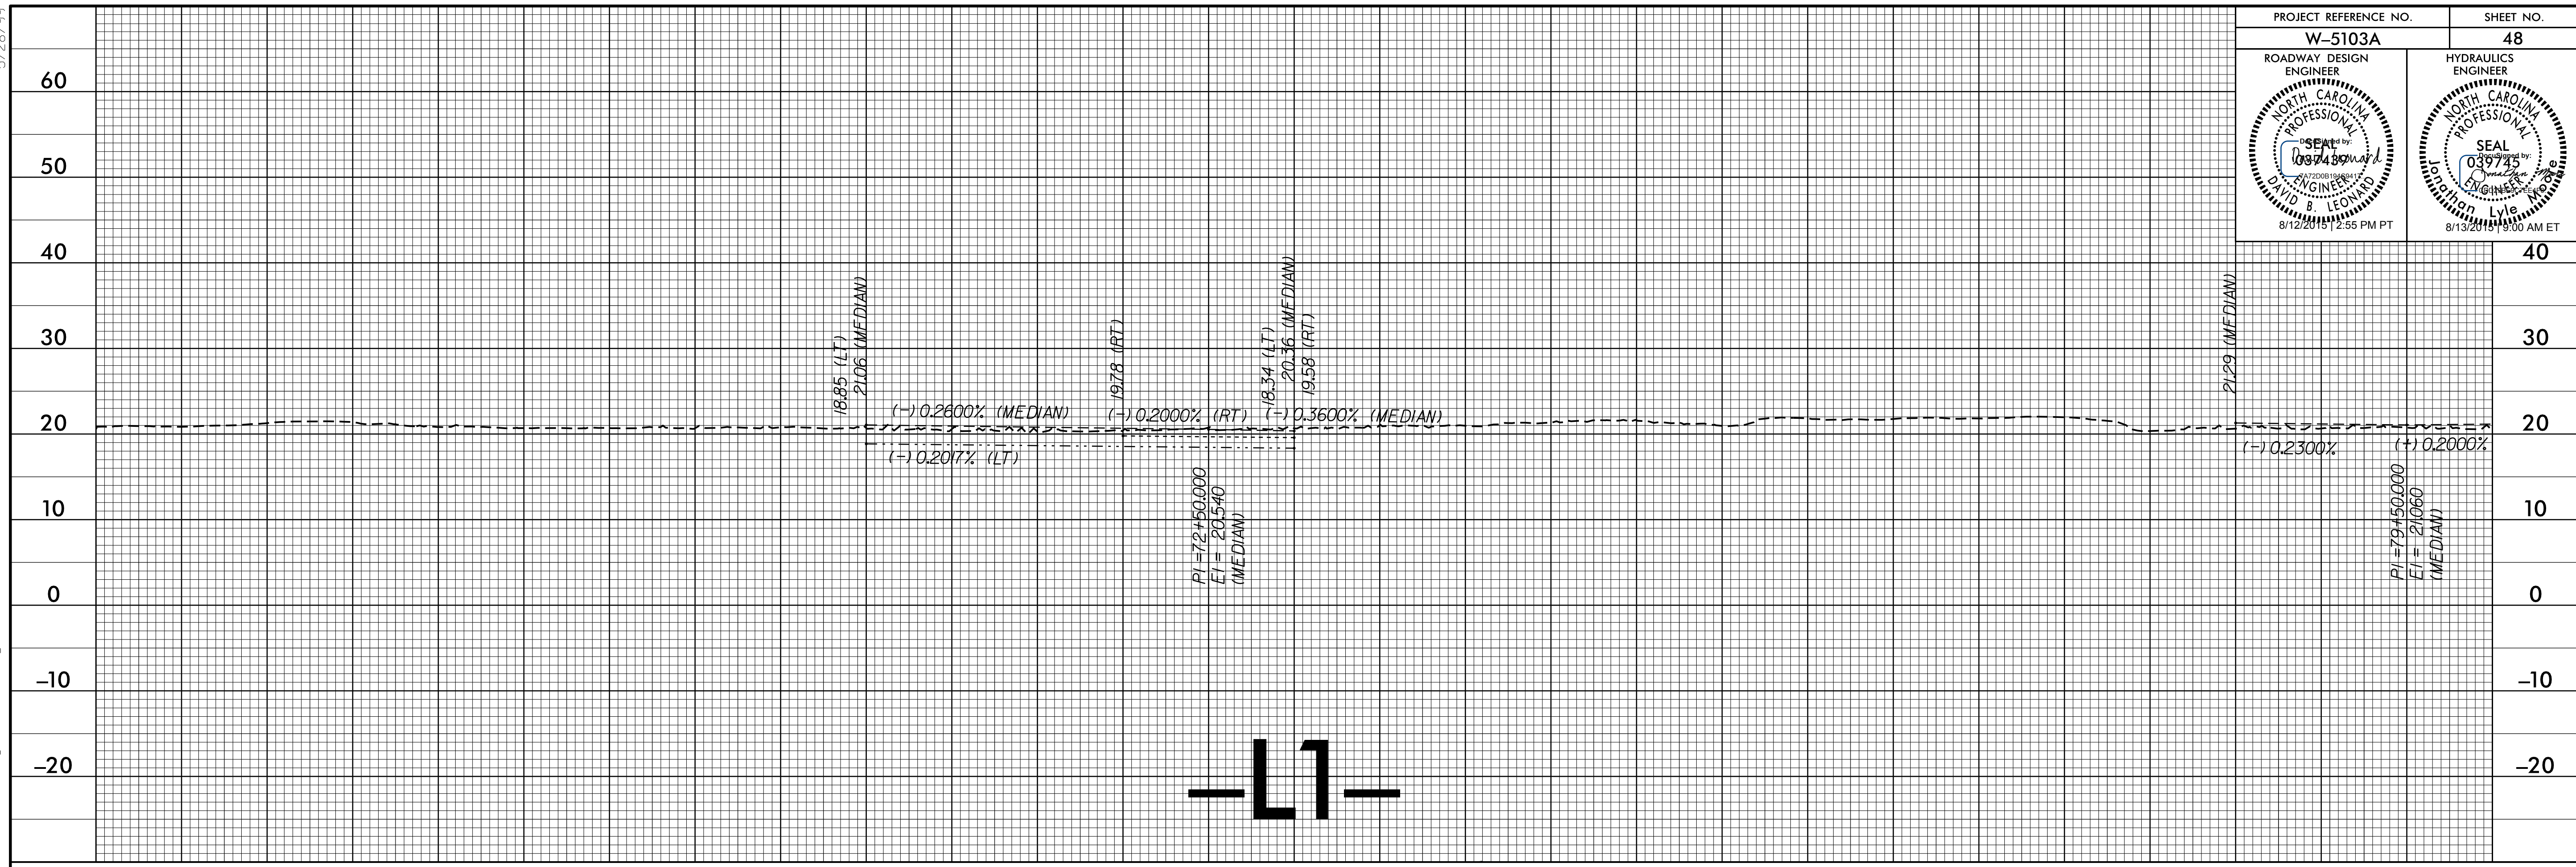 PROJECT REFERENCE NO.
SHEET NO.
W–5103A
48
ROADWAY DESIGN
ENGINEER
HYDRAULICS
ENGINEER
NORTH CAROLINA
PROFESSIONAL
SEAL
DocuSigned by:
037439
ENGINEER
DAVID B. LEONARD
8/12/2015 | 2:55 PM PT
NORTH CAROLINA
PROFESSIONAL
SEAL
DocuSigned by:
039745
ENGINEER
Jonathan Lyle Moore
8/13/2015 | 9:00 AM ET
60
50
40
40
30
30
20
20
10
10
0
0
–10
–10
–20
–20
18.85 (LT)
21.06 (MEDIAN)
19.78 (RT)
18.34 (LT)
20.36 (MEDIAN)
19.58 (RT)
21.29 (MEDIAN)
(-) 0.2600% (MEDIAN)
(-) 0.2000% (RT)
(-) 0.3600% (MEDIAN)
(-) 0.2017% (LT)
(-) 0.2300%
(+) 0.2000%
PI =72+50.000
EI = 20.540
(MEDIAN)
PI =79+50.000
EI = 21.060
(MEDIAN)
–L1–